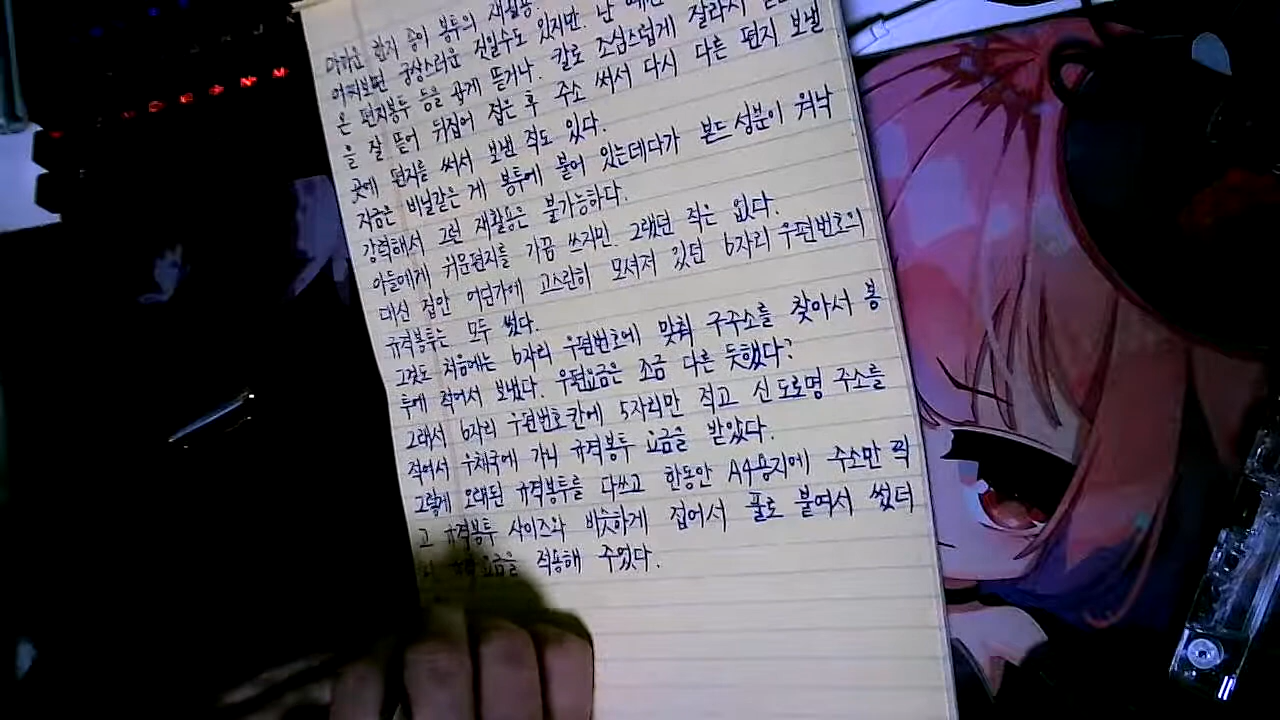 아까운 편지 종이 봉투의 재활용.
어찌보면 궁상스러운 것일수도 있지만. 난
온 편지봉투 등을 곱게 뜯거나. 칼로 조심스럽게 잘라서
을 잘 뜯어 뒤집어 접은 후 주소 써서 다시 다른 편지 보낼
곳에 편지를 써서 보낸 적도 있다.
지금은 비닐같은 게 봉투에 붙어 있는데다가 본드 성분이 워낙
강력해서 그런 재활용은 불가능하다.
아들에게 위문편지를 가끔 쓰지만. 그랬던 적은 없다.
대신 집안 어딘가에 고스란히 모셔져 있던 6자리 우편번호의
규격봉투는 모두 썼다.
그것도 처음에는 6자리 우편번호에 맞춰 구주소를 찾아서 봉
투에 적어서 보냈다. 우편요금은 조금 다른 듯했다?
그래서 6자리 우편번호 칸에 5자리만 적고 신 도로명 주소를
적어서 우체국에 가니 규격봉투 요금을 받았다.
그렇게 오래된 규격봉투를 다쓰고 한동안 A4용지에 주소만 찍
고 규격봉투 사이즈와 비슷하게 접어서 풀로 붙여서 썼더
요금을 적용해 주었다.